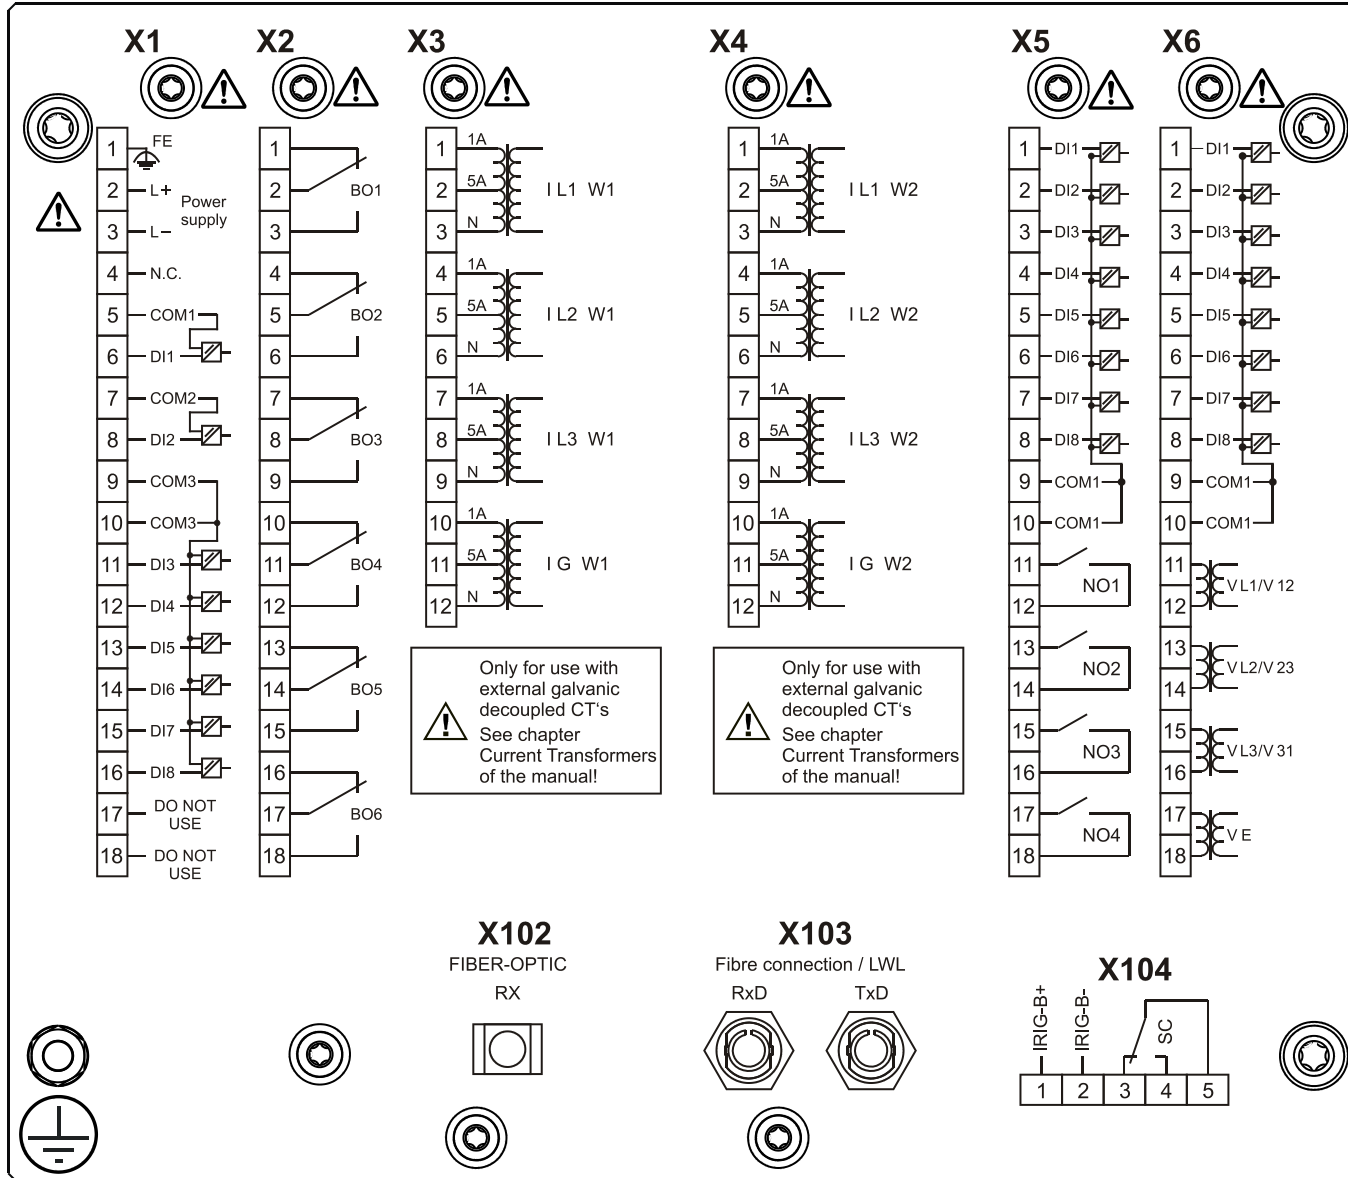 X1
1 FE
2 L+
Power
supply
3 L−
4 N.C.
5 COM1
6 DI1
7 COM2
8 DI2
9 COM3
10 COM3
11 DI3
12 DI4
13 DI5
14 DI6
15 DI7
16 DI8
17 DO NOT
USE
18 DO NOT
USE
X2
1
2 BO1
3
4
5 BO2
6
7
8 BO3
9
10
11 BO4
12
13
14 BO5
15
16
17 BO6
18
X3
1 1A
2 5A I L1 W1
3 N
4 1A
5 5A I L2 W1
6 N
7 1A
8 5A I L3 W1
9 N
10 1A
11 5A I G W1
12 N
Only for use with
external galvanic
decoupled CT‘s
See chapter
Current Transformers
of the manual!
X4
1 1A
2 5A I L1 W2
3 N
4 1A
5 5A I L2 W2
6 N
7 1A
8 5A I L3 W2
9 N
10 1A
11 5A I G W2
12 N
Only for use with
external galvanic
decoupled CT‘s
See chapter
Current Transformers
of the manual!
X5
1 DI1
2 DI2
3 DI3
4 DI4
5 DI5
6 DI6
7 DI7
8 DI8
9 COM1
10 COM1
11
NO1
12
13
NO2
14
15
NO3
16
17
NO4
18
X6
1 DI1
2 DI2
3 DI3
4 DI4
5 DI5
6 DI6
7 DI7
8 DI8
9 COM1
10 COM1
11
V L1/V 12
12
13
V L2/V 23
14
15
V L3/V 31
16
17
V E
18
X102
FIBER-OPTIC
RX
X103
Fibre connection / LWL
RxD TxD
X104
IRIG-B+
IRIG-B-
SC
1 2 3 4 5